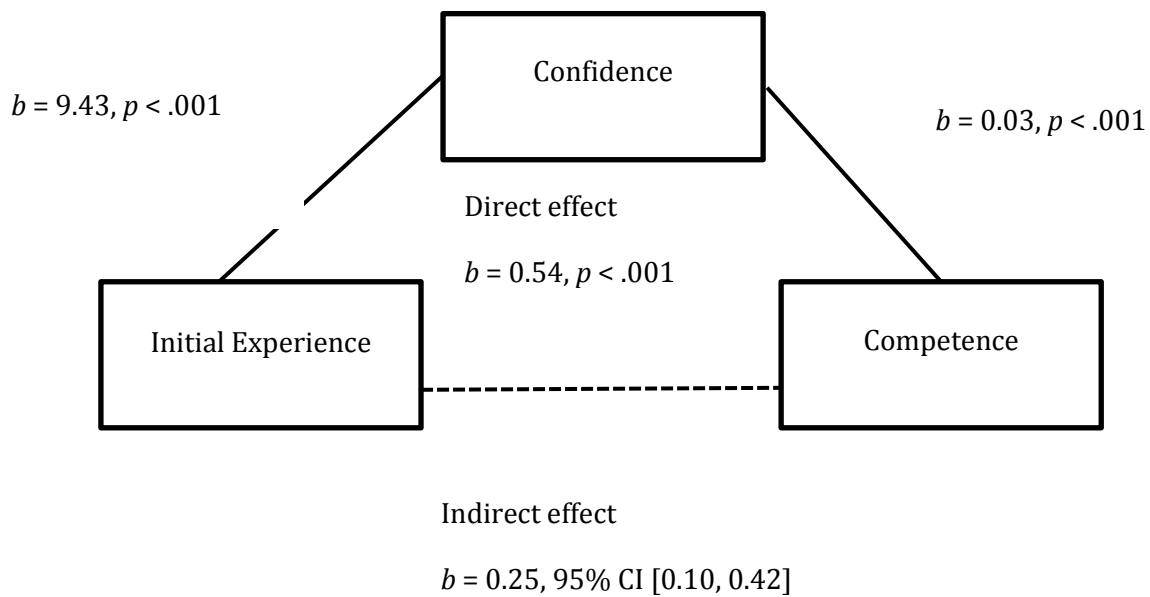 Confidence
b = 9.43, p < .001
b = 0.03, p < .001
Direct effect
b = 0.54, p < .001
Initial Experience
Competence
Indirect effect
b = 0.25, 95% CI [0.10, 0.42]